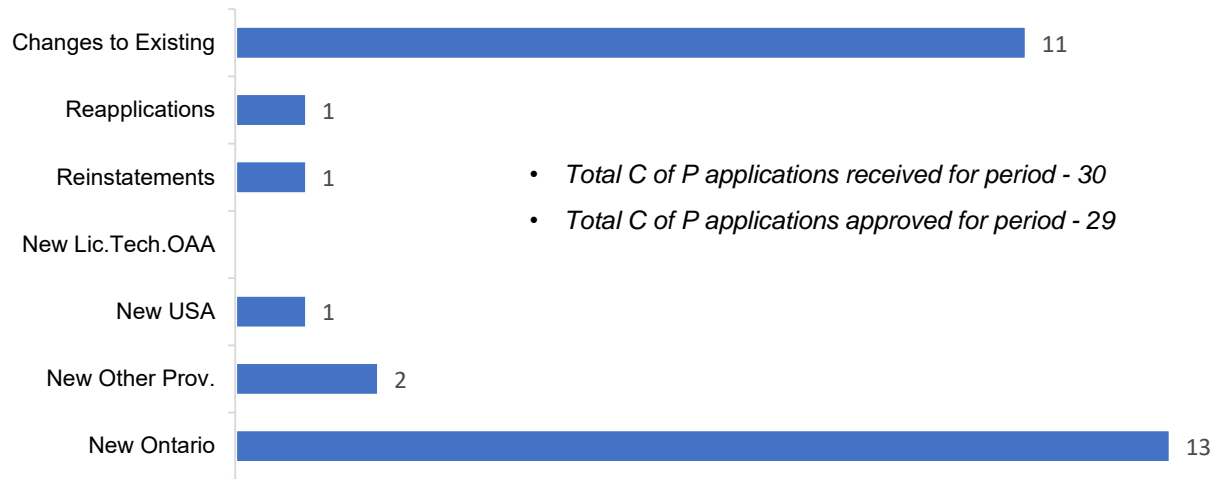 Changes to Existing 11
Reapplications 1
Reinstatements 1
• Total C of P applications received for period - 30
• Total C of P applications approved for period - 29
New Lic.Tech.OAA
New USA 1
New Other Prov. 2
New Ontario 13